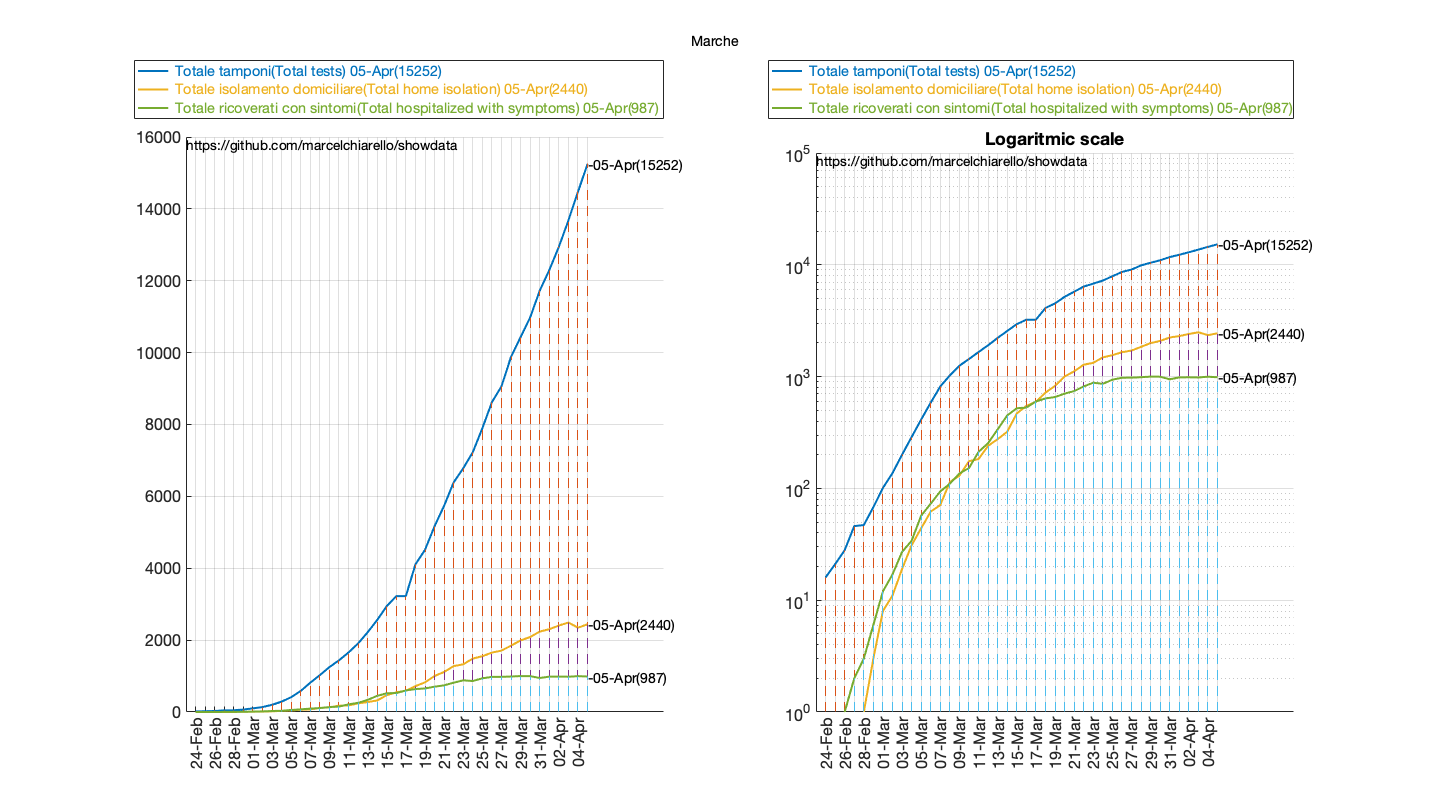 Marche
Totale tamponi(Total tests) 05-Apr(15252)
Totale isolamento domiciliare(Total home isolation) 05-Apr(2440)
Totale ricoverati con sintomi(Total hospitalized with symptoms) 05-Apr(987)
16000
https://github.com/marcelchiarello/showdata
-05-Apr(15252)
14000
12000
10000
8000
6000
4000
2000
-05-Apr(2440)
-05-Apr(987)
0
24-Feb
26-Feb
28-Feb
01-Mar
03-Mar
05-Mar
07-Mar
09-Mar
11-Mar
13-Mar
15-Mar
17-Mar
19-Mar
21-Mar
23-Mar
25-Mar
27-Mar
29-Mar
31-Mar
02-Apr
04-Apr
Totale tamponi(Total tests) 05-Apr(15252)
Totale isolamento domiciliare(Total home isolation) 05-Apr(2440)
Totale ricoverati con sintomi(Total hospitalized with symptoms) 05-Apr(987)
Logaritmic scale
10^5
https://github.com/marcelchiarello/showdata
-05-Apr(15252)
10^4
-05-Apr(2440)
10^3
-05-Apr(987)
10^2
10^1
10^0
24-Feb
26-Feb
28-Feb
01-Mar
03-Mar
05-Mar
07-Mar
09-Mar
11-Mar
13-Mar
15-Mar
17-Mar
19-Mar
21-Mar
23-Mar
25-Mar
27-Mar
29-Mar
31-Mar
02-Apr
04-Apr